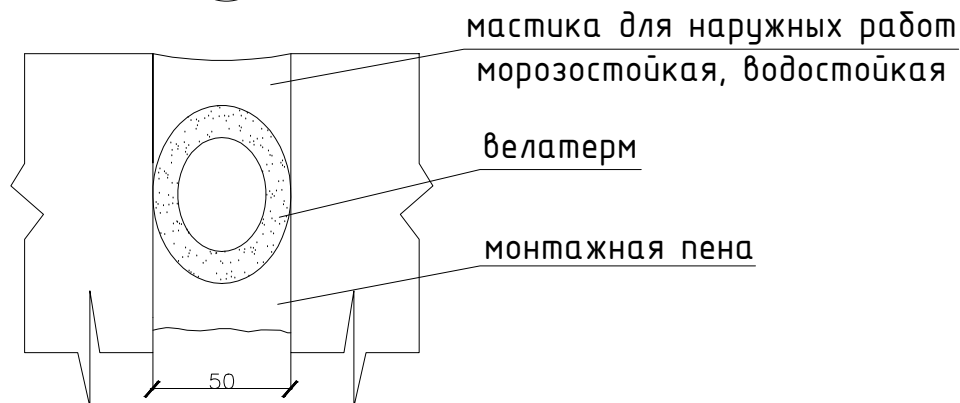 мастика для наружных работ
морозостойкая, водостойкая
велатерм
монтажная пена
50